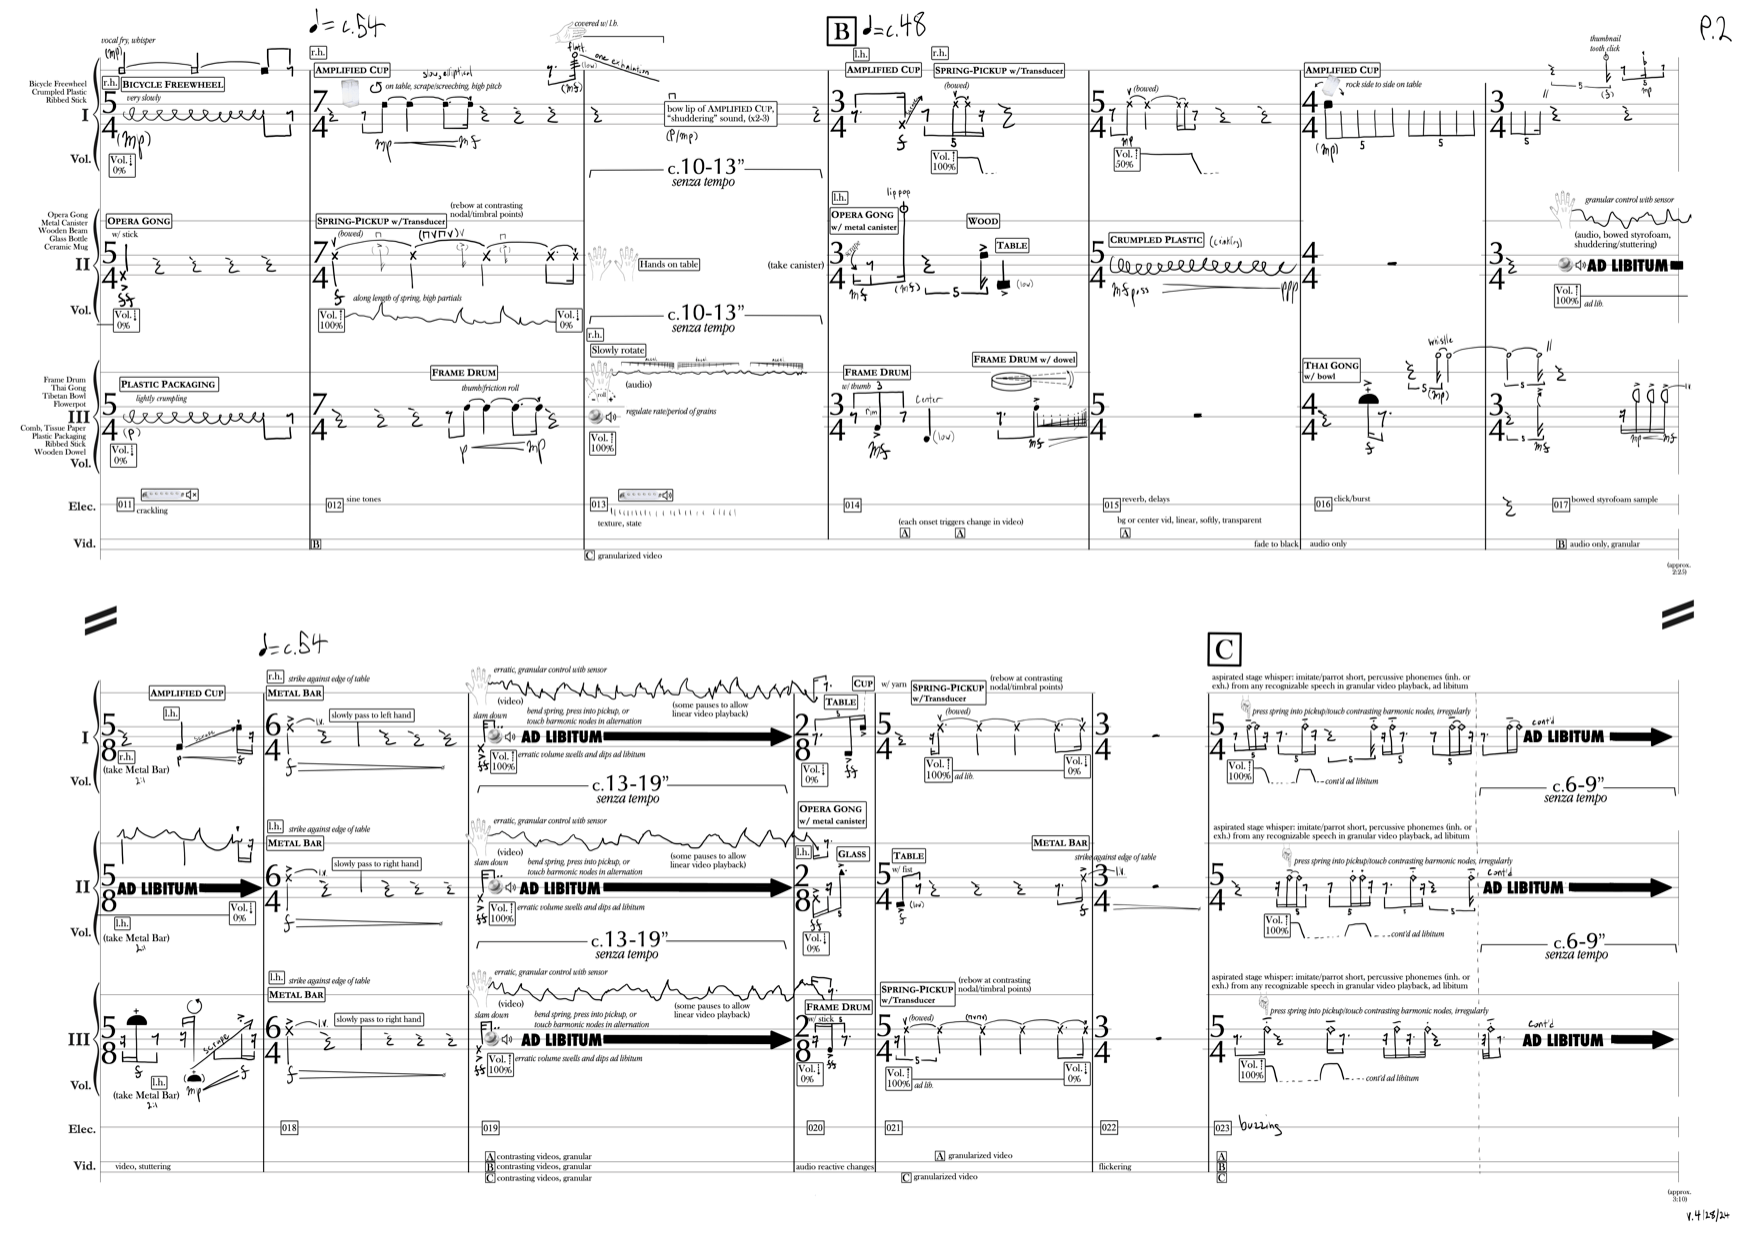 P.2
♩= c.54
B ♩=c.48
vocal fry, whisper
(mp)
r.h. BICYCLE FREEWHEEL
very slowly
(mp)
Bicycle Freewheel
Crumpled Plastic
Ribbed Stick
I
5
4
Vol.
Vol.
0%
r.h.
AMPLIFIED CUP
slow, elliptical
on table, scrape/screeching, high pitch
7
4
mp mf
covered w/ l.h.
flutt.
(low)
one exhalation
(mf)
bow lip of AMPLIFIED CUP,
"shuddering" sound, (x2-3)
(p/mp)
c.10-13"
senza tempo
l.h.
AMPLIFIED CUP
3
4
f
r.h.
SPRING-PICKUP w/Transducer
(bowed)
5
Vol.
100%
5
4
(bowed)
mp
Vol.
50%
AMPLIFIED CUP
rock side to side on table
4
4
(mp)
5 5
3
4
5
thumbnail
tooth click
5
(f)
5
mp
Opera Gong
Metal Canister
Wooden Beam
Glass Bottle
Ceramic Mug
II
Vol.
OPERA GONG
w/ stick
5
4
ff
Vol.
0%
SPRING-PICKUP w/Transducer
(rebow at contrasting
nodal/timbral points)
(bowed)
7
4
f along length of spring, high partials
Vol.
100%
Vol.
0%
Hands on table
(take canister)
c.10-13"
senza tempo
l.h.
OPERA GONG
w/ metal canister
lip pop
scrape
3
4
mf (mf)
5
WOOD
TABLE
(low)
CRUMPLED PLASTIC (crinkling)
5
4
mf poss ppp
4
4
3
4
granular control with sensor
(audio, bowed styrofoam,
shuddering/stuttering)
AD LIBITUM
Vol.
100% ad lib.
Frame Drum
Thai Gong
Tibetan Bowl
Flowerpot
III
Comb, Tissue Paper
Plastic Packaging
Ribbed Stick
Wooden Dowel
Vol.
PLASTIC PACKAGING
lightly crumpling
5
4
(p)
Vol.
0%
7
4
FRAME DRUM
thumb/friction roll
p mp
r.h.
Slowly rotate
(audio)
roll
regulate rate/period of grains
Vol.
100%
FRAME DRUM
w/ thumb 3
3
4
rim
mf
center
(low)
FRAME DRUM w/ dowel
mf
5
4
THAI GONG
w/ bowl
4
4
f
whistle
5
(mp)
3
4
5
5
mf
mp mf
Elec.
011
crackling
012 sine tones
013
texture, state
014
(each onset triggers change in video)
A A
015 reverb, delays
bg or center vid, linear, softly, transparent
A
016 click/burst
017 bowed styrofoam sample
Vid.
B
C granularized video
fade to black
audio only
B audio only, granular
(approx.
2:25)
♩= c.54
C
AMPLIFIED CUP
l.h.
I
5
8
scrape
r.h.
p f
(take Metal Bar)
2:1
Vol.
r.h. strike against edge of table
METAL BAR
6
4
l.v.
slowly pass to left hand
f
erratic, granular control with sensor
(video)
(some pauses to allow
linear video playback)
slam down
bend spring, press into pickup, or
touch harmonic nodes in alternation
AD LIBITUM
ff
Vol.
100%
erratic volume swells and dips ad libitum
c.13-19"
senza tempo
CUP
TABLE
2
8
5
ff
Vol.
0%
w/ yarn
SPRING-PICKUP
w/Transducer
(rebow at contrasting
nodal/timbral points)
5
4
(bowed)
Vol.
100% ad lib.
Vol.
0%
3
4
aspirated stage whisper: imitate/parrot short, percussive phonemes (inh. or
exh.) from any recognizable speech in granular video playback, ad libitum
press spring into pickup/touch contrasting harmonic nodes, irregularly
5
4
5 5 5
cont'd
AD LIBITUM
Vol.
100%
cont'd ad libitum
c.6-9"
senza tempo
II
5
8
AD LIBITUM
l.h.
(take Metal Bar)
2:1
Vol.
0%
Vol.
l.h. strike against edge of table
METAL BAR
6
4
l.v.
slowly pass to right hand
f
erratic, granular control with sensor
(video)
(some pauses to allow
linear video playback)
slam down
bend spring, press into pickup, or
touch harmonic nodes in alternation
AD LIBITUM
ff
Vol.
100%
erratic volume swells and dips ad libitum
c.13-19"
senza tempo
OPERA GONG
w/ metal canister
l.h.
GLASS
2
8
5
ff
Vol.
0%
TABLE
w/ fist
5
4
(low)
f
METAL BAR
strike against edge of table
l.v.
3
4
aspirated stage whisper: imitate/parrot short, percussive phonemes (inh. or
exh.) from any recognizable speech in granular video playback, ad libitum
press spring into pickup/touch contrasting harmonic nodes, irregularly
5
4
5 5 5 5
cont'd
AD LIBITUM
Vol.
100%
cont'd ad libitum
c.6-9"
senza tempo
III
5
8
f
scrape
l.h.
mp f
(take Metal Bar)
2:1
Vol.
l.h. strike against edge of table
METAL BAR
6
4
l.v.
slowly pass to right hand
f
erratic, granular control with sensor
(video)
(some pauses to allow
linear video playback)
slam down
bend spring, press into pickup, or
touch harmonic nodes in alternation
AD LIBITUM
ff
Vol.
100%
erratic volume swells and dips ad libitum
FRAME DRUM
w/ stick 5
2
8
ff
Vol.
0%
SPRING-PICKUP
w/Transducer
(rebow at contrasting
nodal/timbral points)
5
4
(bowed)
5
Vol.
100% ad lib.
Vol.
0%
3
4
aspirated stage whisper: imitate/parrot short, percussive phonemes (inh. or
exh.) from any recognizable speech in granular video playback, ad libitum
press spring into pickup/touch contrasting harmonic nodes, irregularly
5
4
5
cont'd
AD LIBITUM
Vol.
100%
cont'd ad libitum
Elec.
018
019
020
021
022
023 buzzing
Vid.
video, stuttering
A contrasting videos, granular
B contrasting videos, granular
C contrasting videos, granular
audio reactive changes
A granularized video
C granularized video
flickering
A
B
C
(approx.
3:10)
v.4/28/24